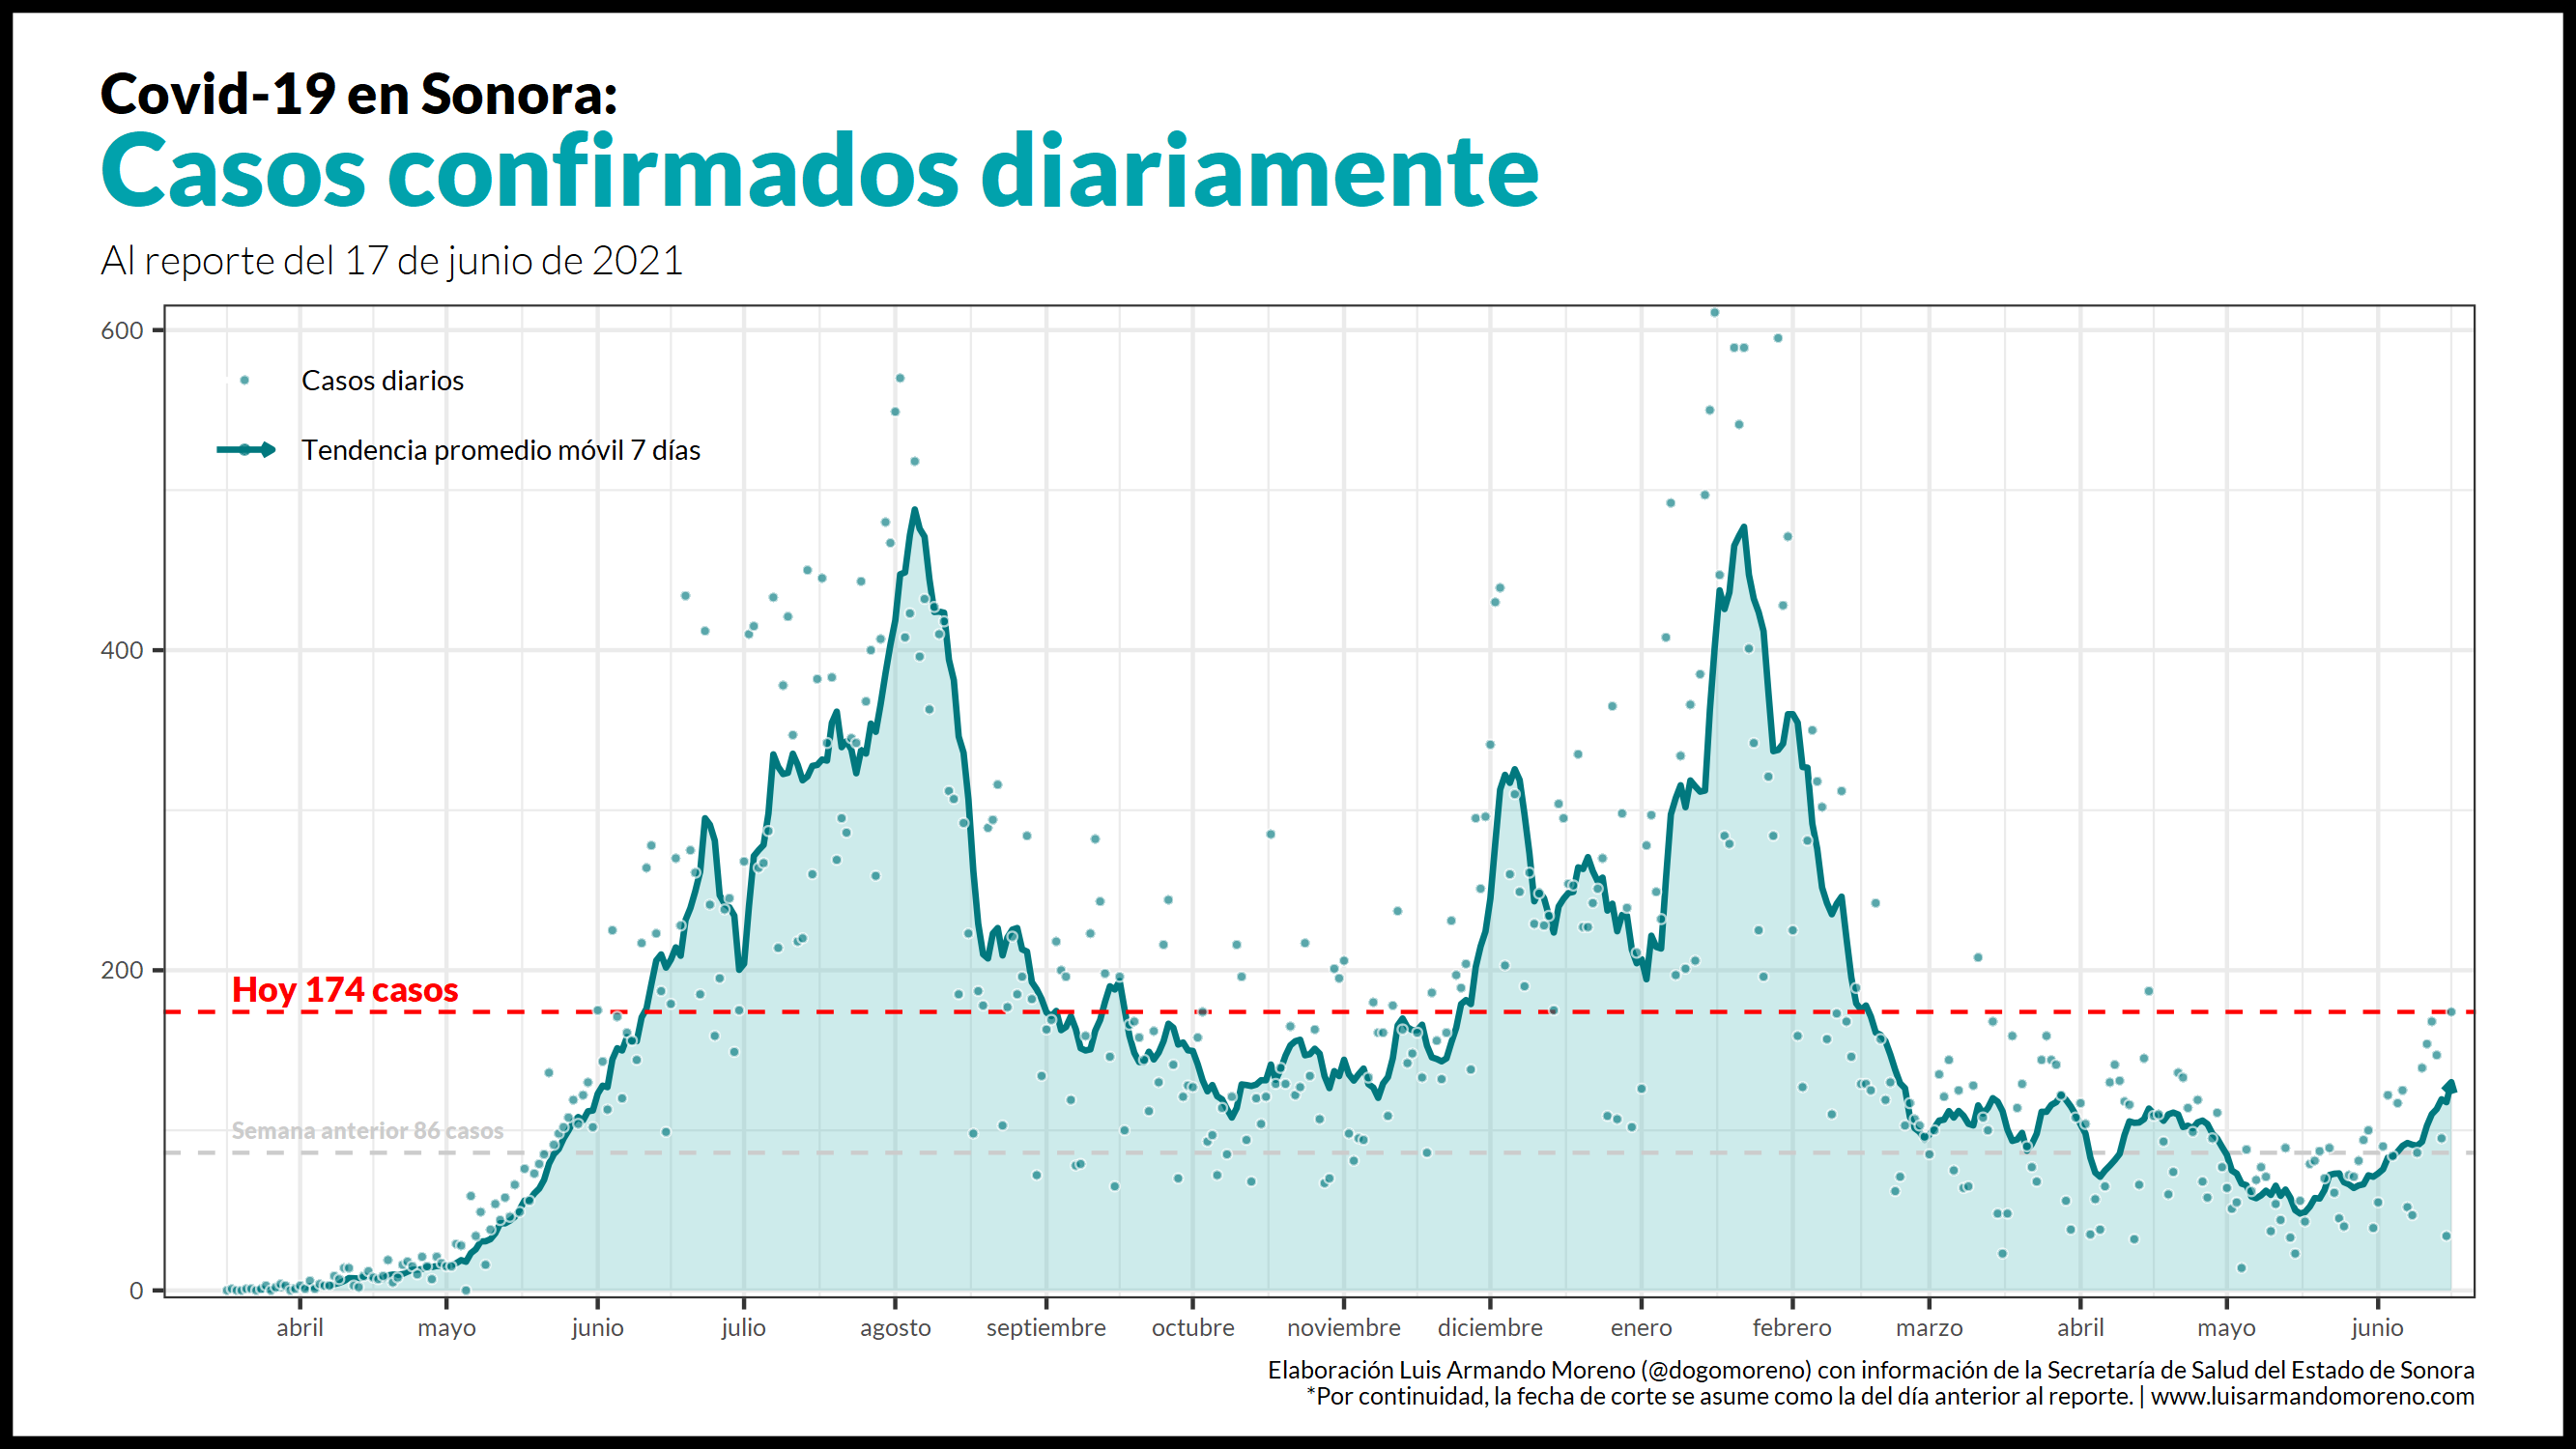 Covid-19 en Sonora:
Casos confirmados diariamente
Al reporte del 17 de junio de 2021
600
Casos diarios
Tendencia promedio móvil 7 días
400
200
Hoy 174 casos
Semana anterior 86 casos
0
abril mayo junio julio agosto septiembre octubre noviembre diciembre enero febrero marzo abril mayo junio
Elaboración Luis Armando Moreno (@dogomoreno) con información de la Secretaría de Salud del Estado de Sonora
*Por continuidad, la fecha de corte se asume como la del día anterior al reporte. | www.luisarmandomoreno.com